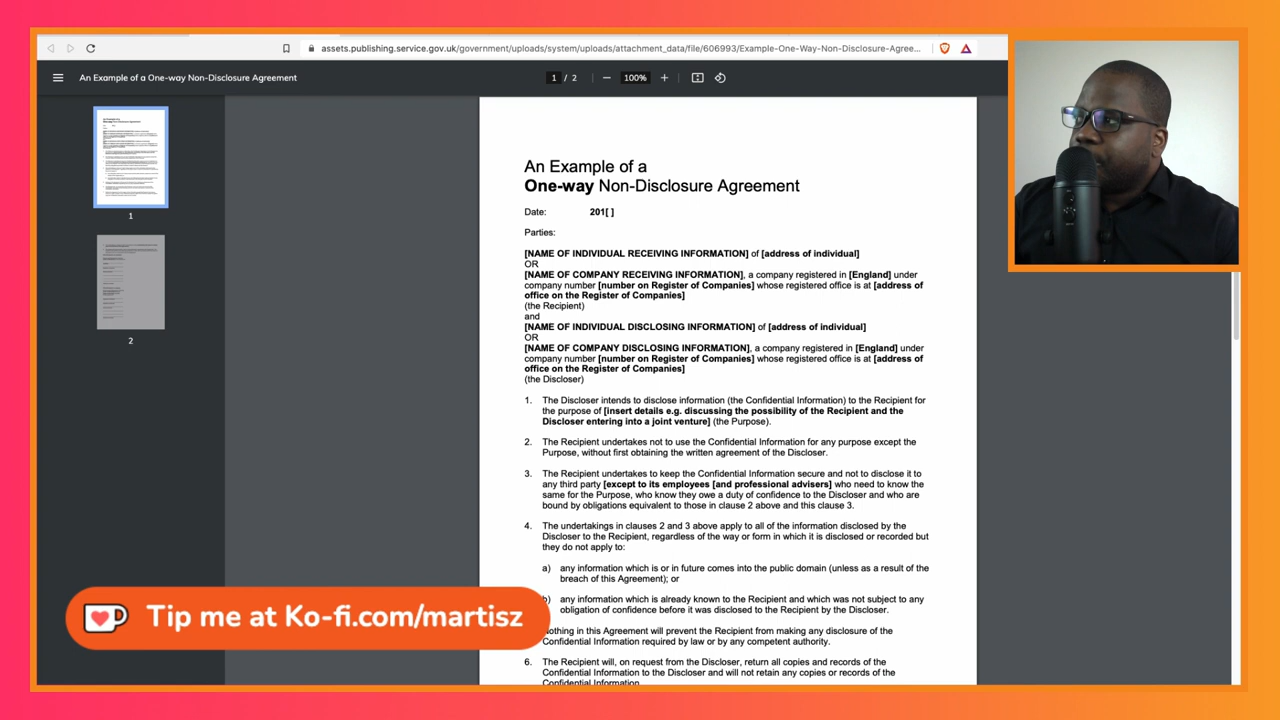 assets.publishing.service.gov.uk/government/uploads/system/uploads/attachment_data/file/606993/Example-One-Way-Non-Disclosure-Agree...
An Example of a One-way Non-Disclosure Agreement
1 / 2
100%
1
2
An Example of a
One-way Non-Disclosure Agreement
Date: 201[ ]
Parties:
[NAME OF INDIVIDUAL RECEIVING INFORMATION] of [address of individual]
OR
[NAME OF COMPANY RECEIVING INFORMATION], a company registered in [England] under
company number [number on Register of Companies] whose registered office is at [address of
office on the Register of Companies]
(the Recipient)
and
[NAME OF INDIVIDUAL DISCLOSING INFORMATION] of [address of individual]
OR
[NAME OF COMPANY DISCLOSING INFORMATION], a company registered in [England] under
company number [number on Register of Companies] whose registered office is at [address of
office on the Register of Companies]
(the Discloser)
1. The Discloser intends to disclose information (the Confidential Information) to the Recipient for
the purpose of [insert details e.g. discussing the possibility of the Recipient and the
Discloser entering into a joint venture] (the Purpose).
2. The Recipient undertakes not to use the Confidential Information for any purpose except the
Purpose, without first obtaining the written agreement of the Discloser.
3. The Recipient undertakes to keep the Confidential Information secure and not to disclose it to
any third party [except to its employees [and professional advisers] who need to know the
same for the Purpose, who know they owe a duty of confidence to the Discloser and who are
bound by obligations equivalent to those in clause 2 above and this clause 3.
4. The undertakings in clauses 2 and 3 above apply to all of the information disclosed by the
Discloser to the Recipient, regardless of the way or form in which it is disclosed or recorded but
they do not apply to:
a) any information which is or in future comes into the public domain (unless as a result of the
breach of this Agreement); or
b) any information which is already known to the Recipient and which was not subject to any
obligation of confidence before it was disclosed to the Recipient by the Discloser.
Nothing in this Agreement will prevent the Recipient from making any disclosure of the
Confidential Information required by law or by any competent authority.
6. The Recipient will, on request from the Discloser, return all copies and records of the
Confidential Information to the Discloser and will not retain any copies or records of the
Confidential Information.
Tip me at Ko-fi.com/martisz